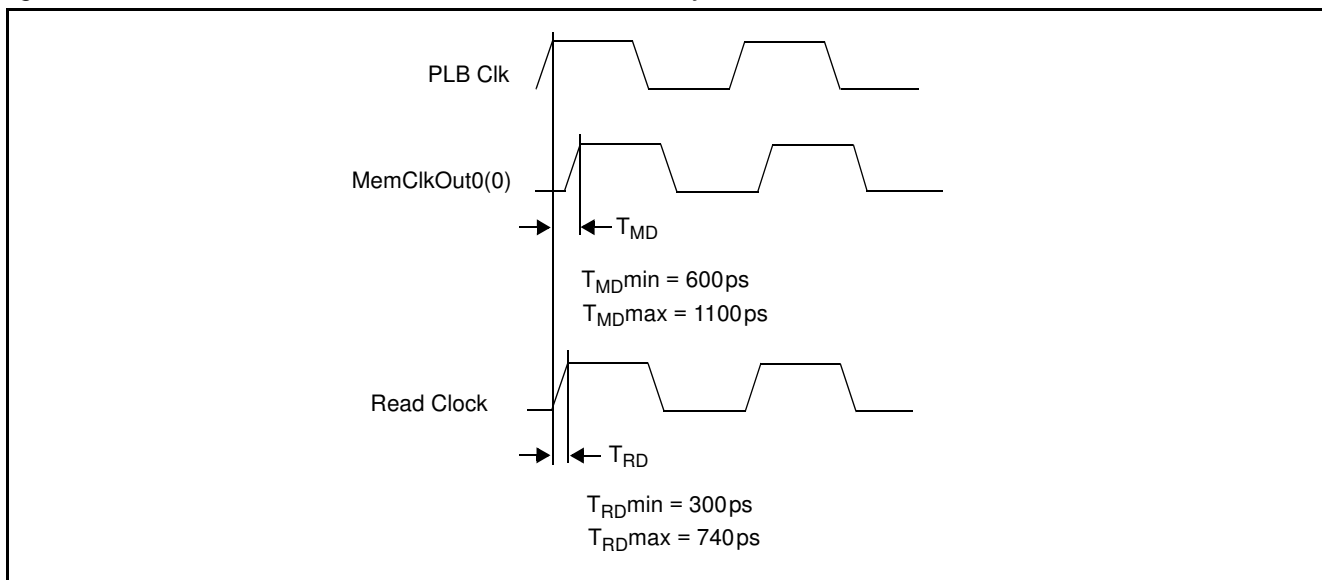 PLB Clk
MemClkOut0(0)
T_MD
T_MDmin = 600ps
T_MDmax = 1100ps
Read Clock
T_RD
T_RDmin = 300ps
T_RDmax = 740ps